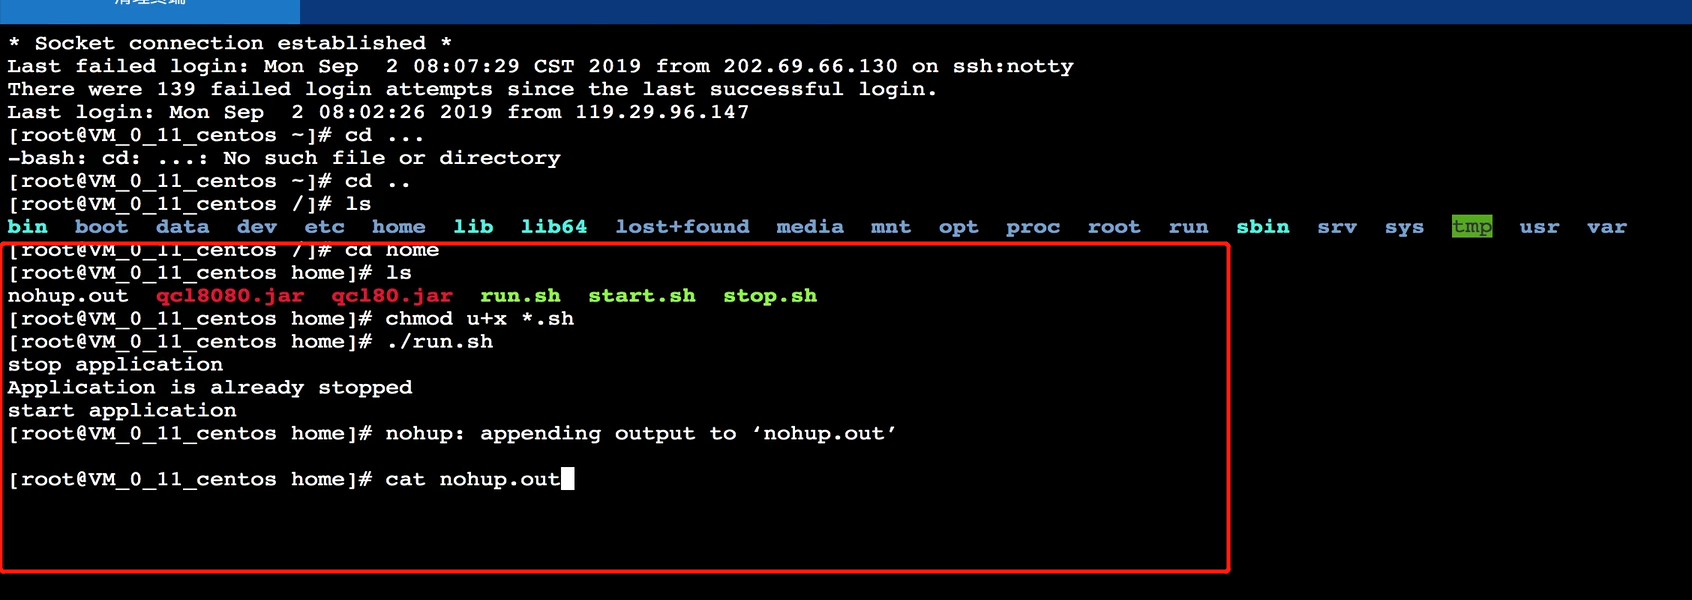 * Socket connection established *
Last failed login: Mon Sep  2 08:07:29 CST 2019 from 202.69.66.130 on ssh:notty
There were 139 failed login attempts since the last successful login.
Last login: Mon Sep  2 08:02:26 2019 from 119.29.96.147
[root@VM_0_11_centos ~]# cd ...
-bash: cd: ...: No such file or directory
[root@VM_0_11_centos ~]# cd ..
[root@VM_0_11_centos /]# ls
bin  boot  data  dev  etc  home  lib  lib64  lost+found  media  mnt  opt  proc  root  run  sbin  srv  sys  tmp  usr  var
[root@VM_0_11_centos /]# cd home
[root@VM_0_11_centos home]# ls
nohup.out  qcl8080.jar  qcl80.jar  run.sh  start.sh  stop.sh
[root@VM_0_11_centos home]# chmod u+x *.sh
[root@VM_0_11_centos home]# ./run.sh
stop application
Application is already stopped
start application
[root@VM_0_11_centos home]# nohup: appending output to ‘nohup.out’
[root@VM_0_11_centos home]# cat nohup.out